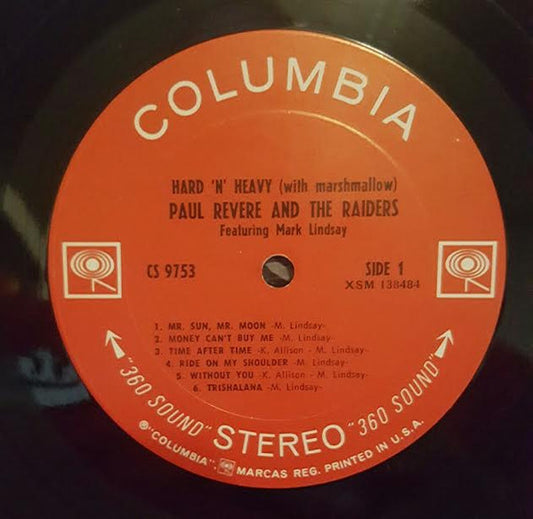 COLUMBIA
HARD 'N' HEAVY (with marshmallow)
PAUL REVERE AND THE RAIDERS
Featuring Mark Lindsay
CS 9753
SIDE 1
XSM 138484
1. MR. SUN, MR. MOON -M. Lindsay-
2. MONEY CAN'T BUY ME -M. Lindsay-
3. TIME AFTER TIME -K. Allison - M. Lindsay-
4. RIDE ON MY SHOULDER -M. Lindsay-
5. WITHOUT YOU -K. Allison - M. Lindsay-
6. TRISHALANA -M. Lindsay-
"360 SOUND" STEREO "360 SOUND"
℗"COLUMBIA", MARCAS REG. PRINTED IN U.S.A.